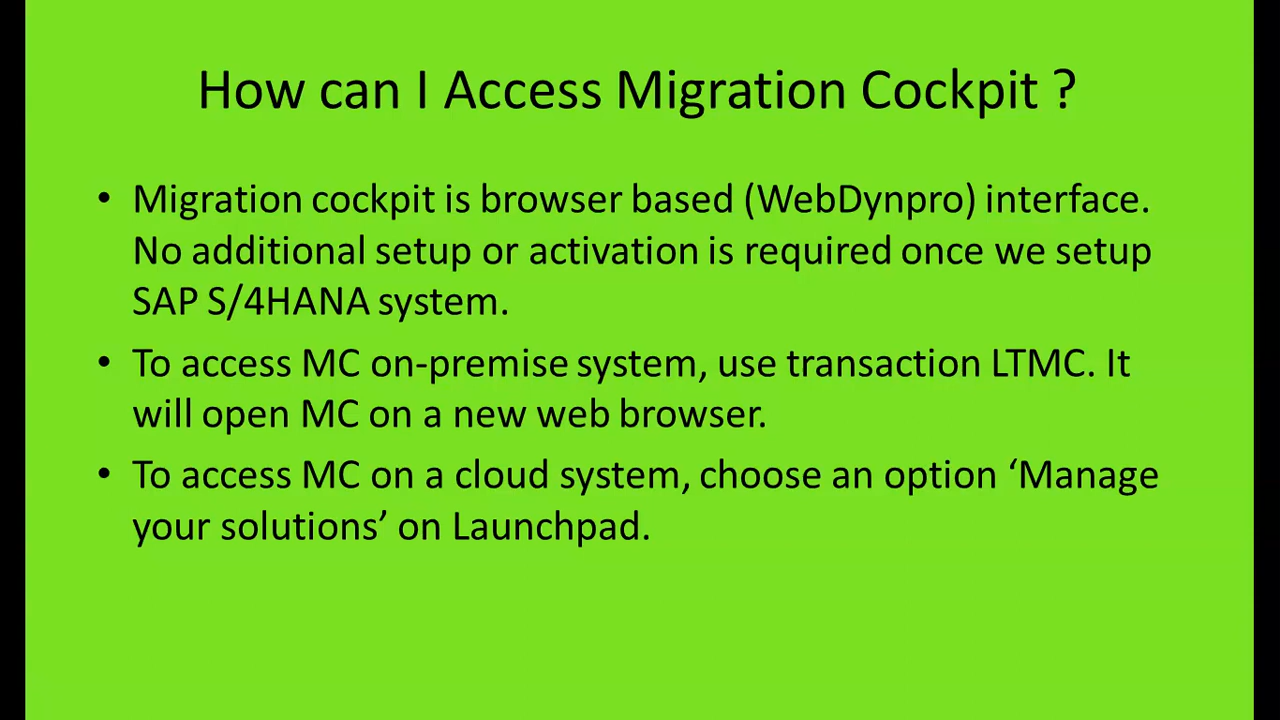 How can I Access Migration Cockpit ?
• Migration cockpit is browser based (WebDynpro) interface.
No additional setup or activation is required once we setup
SAP S/4HANA system.
• To access MC on-premise system, use transaction LTMC. It
will open MC on a new web browser.
• To access MC on a cloud system, choose an option ‘Manage
your solutions’ on Launchpad.